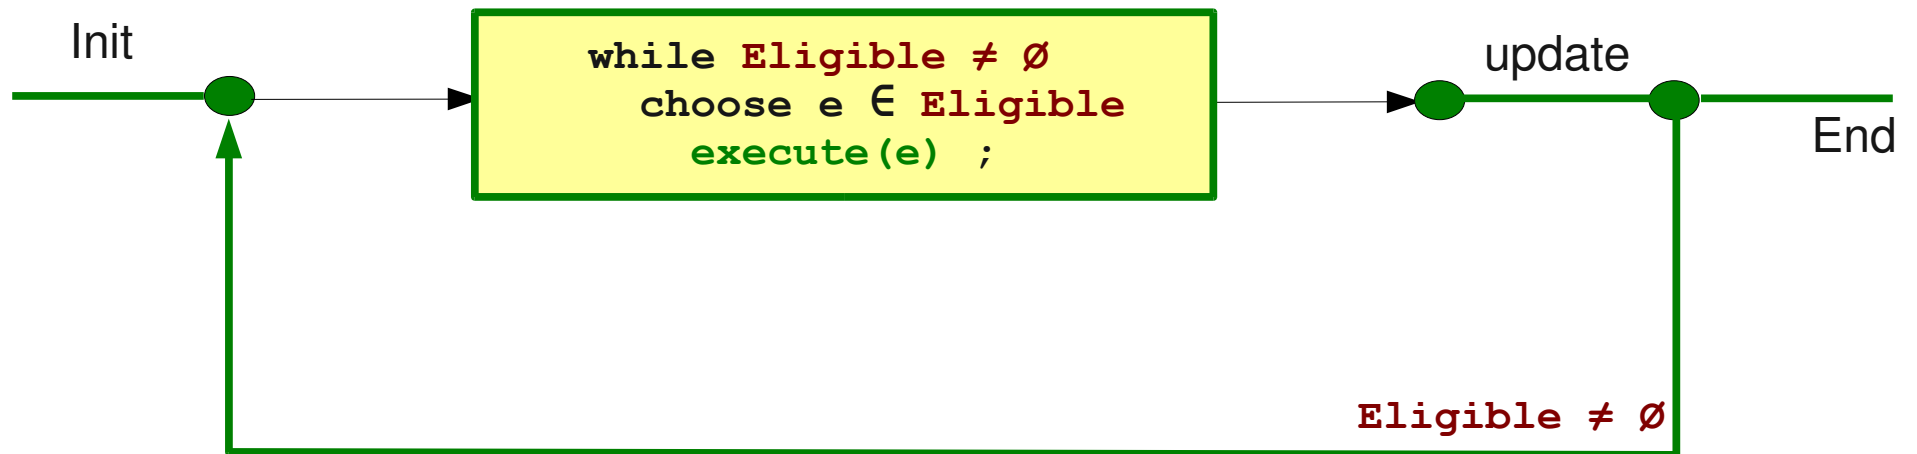 Init
while Eligible ≠ Ø
choose e ∈ Eligible
execute(e) ;
update
End
Eligible ≠ Ø